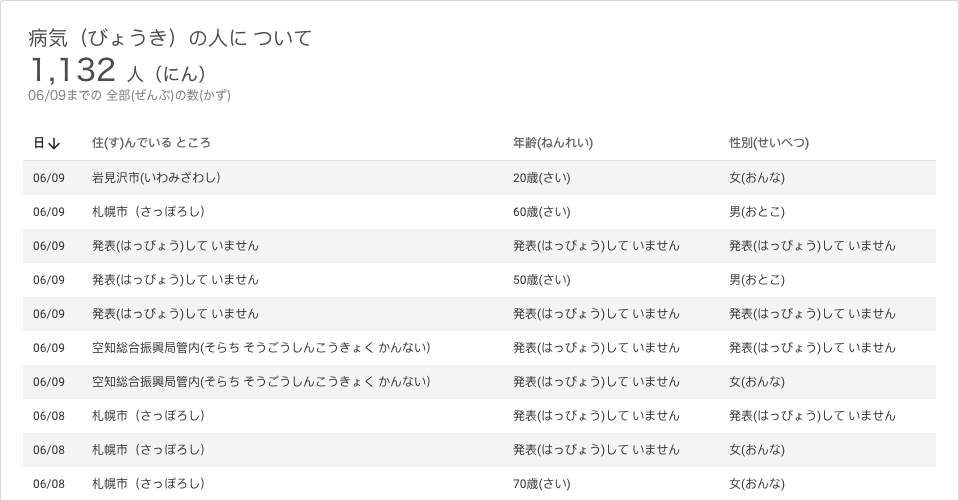 病気（びょうき）の人に ついて
1,132 人（にん）
06/09までの 全部(ぜんぶ)の数(かず)
日↓ 住(す)んでいる ところ 年齢(ねんれい) 性別(せいべつ)
06/09 岩見沢市(いわみざわし） 20歳(さい) 女(おんな)
06/09 札幌市（さっぽろし） 60歳(さい) 男(おとこ)
06/09 発表(はっぴょう)して いません 発表(はっぴょう)して いません 発表(はっぴょう)して いません
06/09 発表(はっぴょう)して いません 50歳(さい) 男(おとこ)
06/09 発表(はっぴょう)して いません 発表(はっぴょう)して いません 発表(はっぴょう)して いません
06/09 空知総合振興局管内(そらち そうごうしんこうきょく かんない） 発表(はっぴょう)して いません 発表(はっぴょう)して いません
06/09 空知総合振興局管内(そらち そうごうしんこうきょく かんない） 発表(はっぴょう)して いません 女(おんな)
06/08 札幌市（さっぽろし） 発表(はっぴょう)して いません 発表(はっぴょう)して いません
06/08 札幌市（さっぽろし） 発表(はっぴょう)して いません 女(おんな)
06/08 札幌市（さっぽろし） 70歳(さい) 女(おんな)